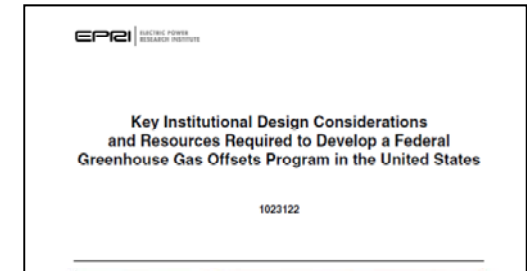 EPRI
ELECTRIC POWER
RESEARCH INSTITUTE
Key Institutional Design Considerations
and Resources Required to Develop a Federal
Greenhouse Gas Offsets Program in the United States
1023122